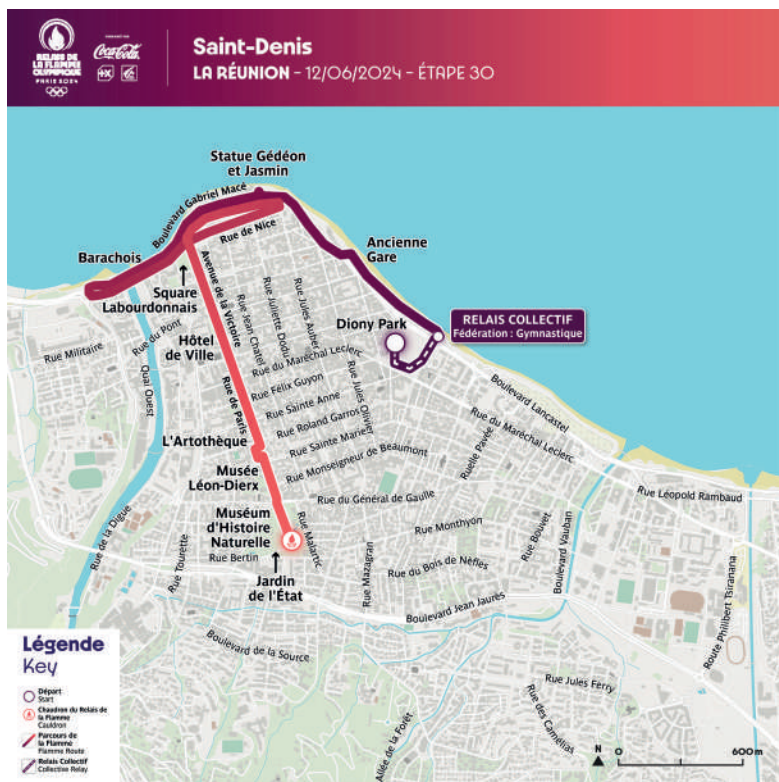 RELAIS DE
LA FLAMME
OLYMPIQUE
PARIS 2024
Coca-Cola
Saint-Denis
LA RÉUNION – 12/06/2024 – ÉTAPE 30
Statue Gédéon
et Jasmin
Boulevard Gabriel Macé
Rue de Nice
Barachois
Ancienne
Gare
Square
Labourdonnais
Avenue de la Victoire
Rue Jean Chatel
Rue Juliette Dodu
Rue Jules Auber
Diony Park
RELAIS COLLECTIF
Fédération : Gymnastique
Rue Militaire
Rue du Pont
Quai Ouest
Hôtel
de Ville
Rue du Maréchal Leclerc
Rue de Paris
Rue Félix Guyon
Rue Sainte Anne
Rue Jules Olivier
Rue Roland Garros
Rue Sainte Marie
Rue Monseigneur de Beaumont
Boulevard Lancastel
Rue du Maréchal Leclerc
Ruelle Pavée
L'Artothèque
Musée
Léon-Dierx
Rue du Général de Gaulle
Rue Léopold Rambaud
Rue de la Digue
Muséum
d'Histoire
Naturelle
Rue Malartic
Rue Monthyon
Rue Bouvet
Boulevard Vauban
Rue Tourette
Rue Bertin
Jardin
de l'État
Rue Mazagran
Rue du Bois de Nèfles
Boulevard Jean Jaurès
Route Philibert Tsiranana
Boulevard de la Source
Rue Jules Ferry
Rue des Camélias
Allée de la Forêt
Légende
Key
Départ
Start
Chaudron du Relais de
la Flamme
Cauldron
Parcours de
la Flamme
Flamme Route
Relais Collectif
Collective Relay
N
0
600 m